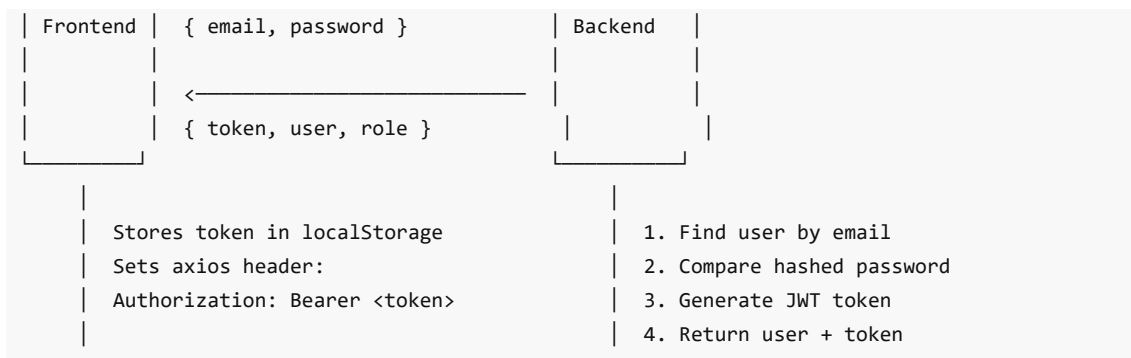 Frontend { email, password } Backend
<
{ token, user, role }
Stores token in localStorage 1. Find user by email
Sets axios header: 2. Compare hashed password
Authorization: Bearer <token> 3. Generate JWT token
4. Return user + token